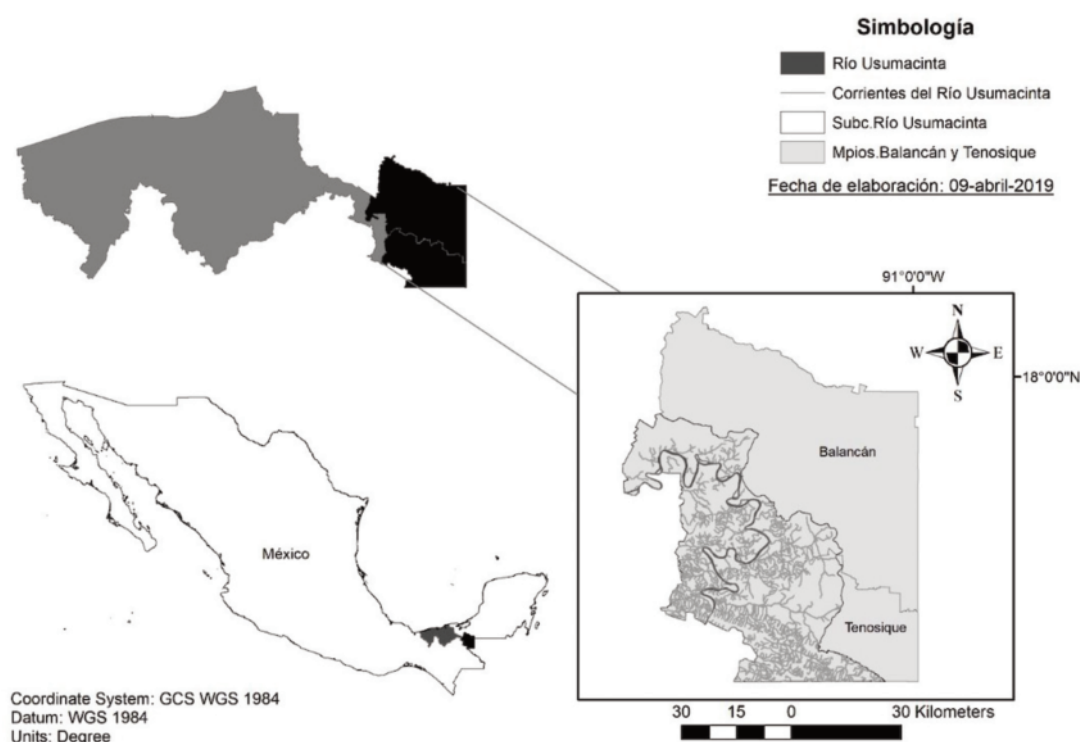 Simbología
Río Usumacinta
Corrientes del Río Usumacinta
Subc.Río Usumacinta
Mpios.Balancán y Tenosique
Fecha de elaboración: 09-abril-2019
91°0'0"W
N
W E
S
18°0'0"N
Balancán
Tenosique
México
Coordinate System: GCS WGS 1984
Datum: WGS 1984
Units: Degree
30 15 0 30 Kilometers